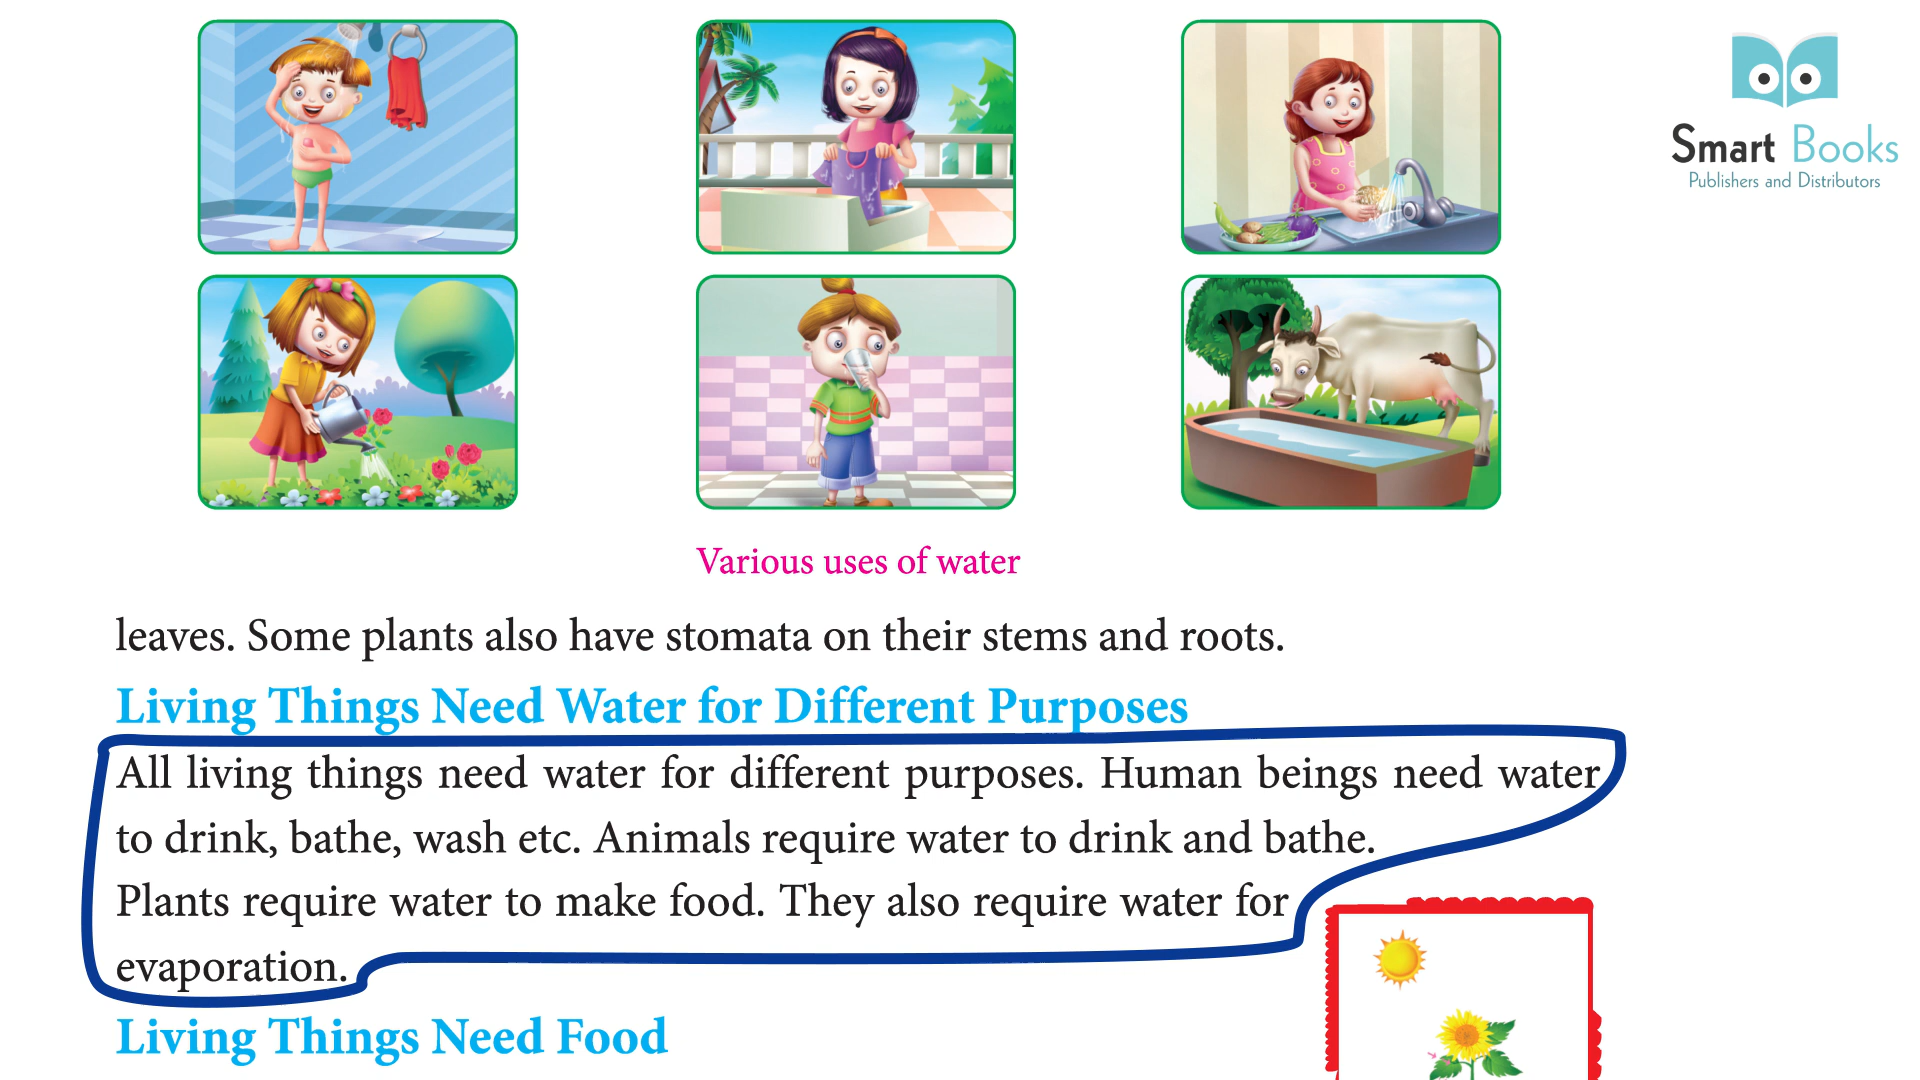 Smart Books
Publishers and Distributors
Various uses of water
leaves. Some plants also have stomata on their stems and roots.
Living Things Need Water for Different Purposes
All living things need water for different purposes. Human beings need water
to drink, bathe, wash etc. Animals require water to drink and bathe.
Plants require water to make food. They also require water for
evaporation.
Living Things Need Food